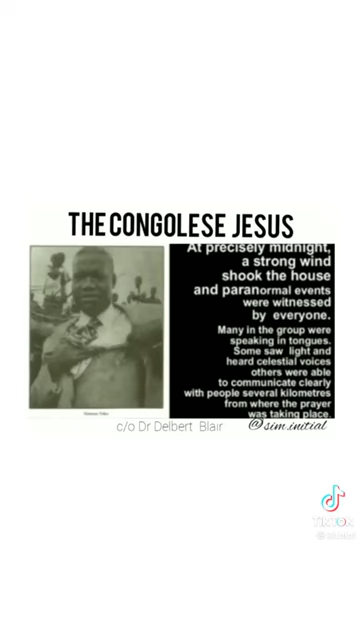 THE CONGOLESE JESUS
At precisely midnight,
a strong wind
shook the house
and paranormal events
were witnessed
by everyone.
Many in the group were
speaking in tongues.
Some saw light and
heard celestial voices
others were able
to communicate clearly
with people several kilometres
from where the prayer
was taking place.
c/o Dr Delbert Blair
@sim.initial
TIKTOK